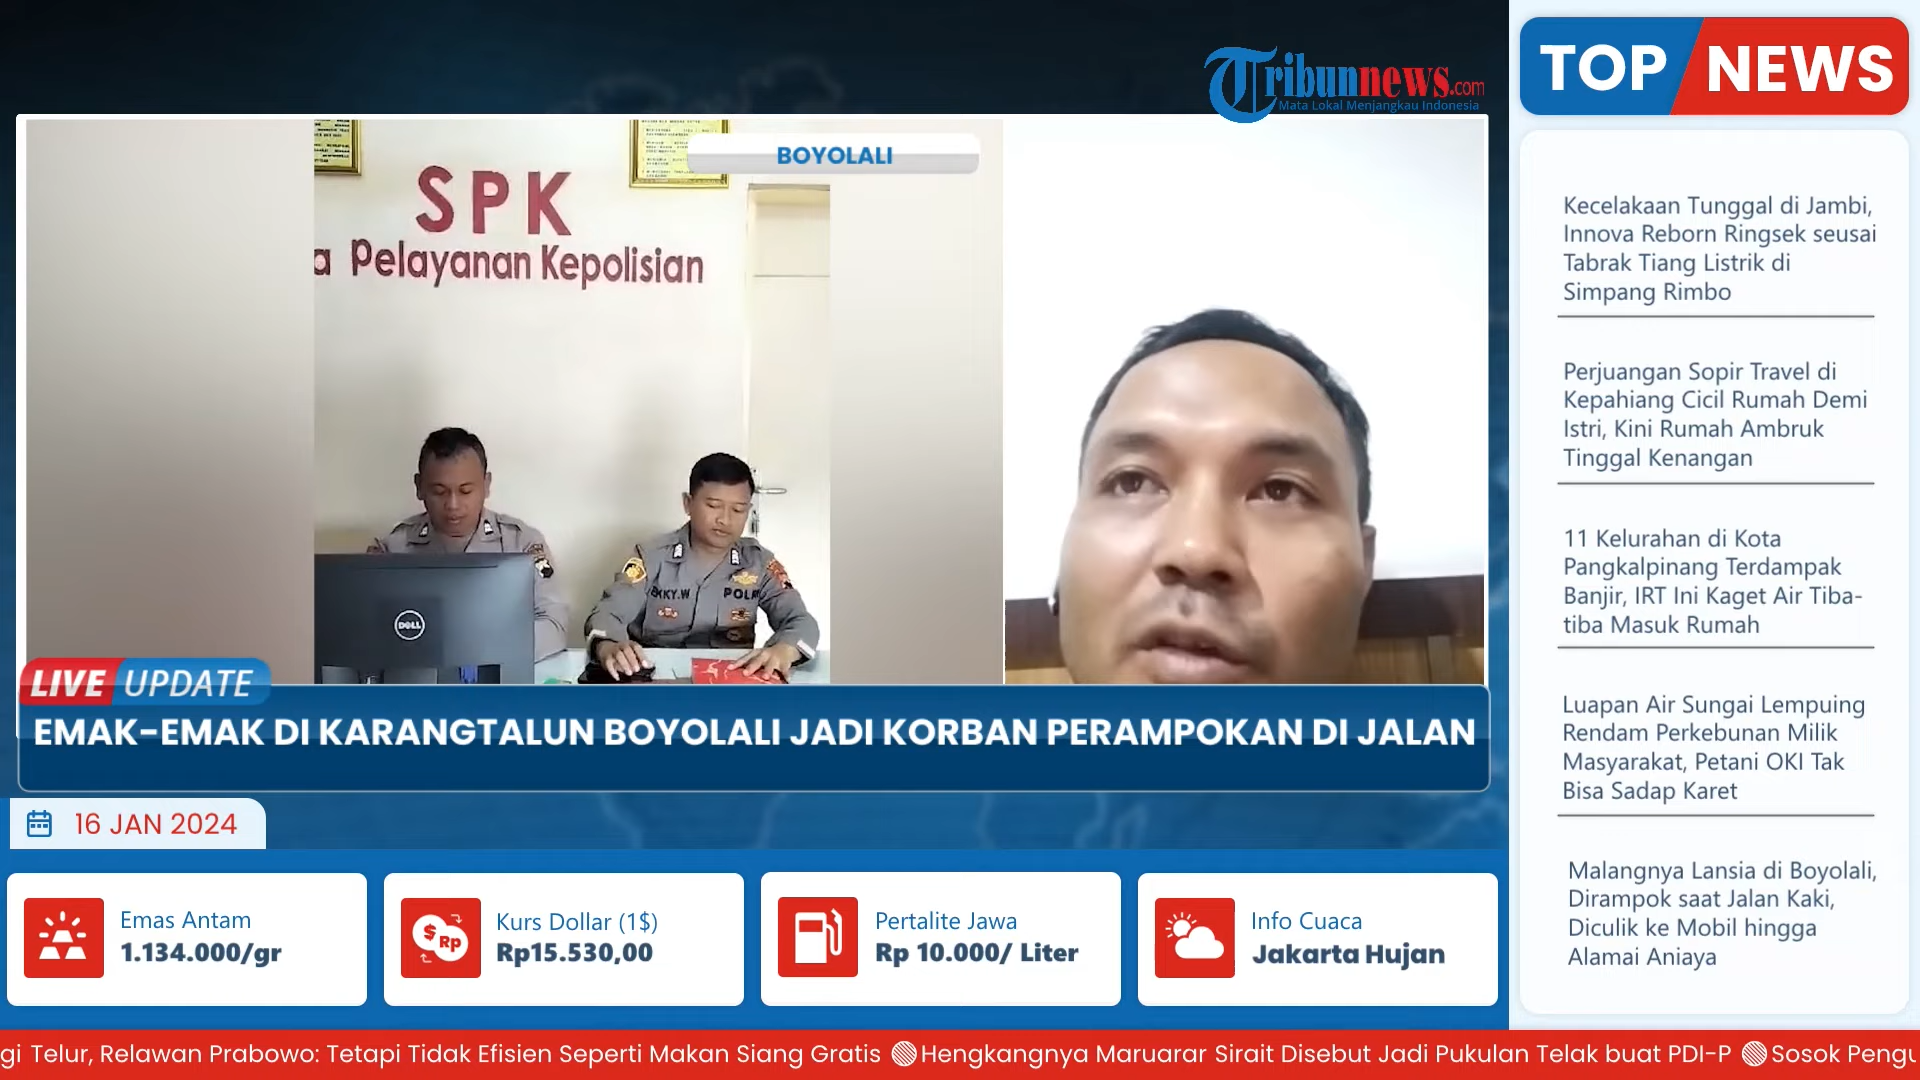 Tribunnews.com
Mata Lokal Menjangkau Indonesia
TOP NEWS
BOYOLALI
SPK
a Pelayanan Kepolisian
KKY.W
DELL
LIVE UPDATE
EMAK-EMAK DI KARANGTALUN BOYOLALI JADI KORBAN PERAMPOKAN DI JALAN
16 JAN 2024
Emas Antam
1.134.000/gr
$ Rp
Kurs Dollar (1$)
Rp15.530,00
Pertalite Jawa
Rp 10.000/ Liter
Info Cuaca
Jakarta Hujan
Kecelakaan Tunggal di Jambi,
Innova Reborn Ringsek seusai
Tabrak Tiang Listrik di
Simpang Rimbo
Perjuangan Sopir Travel di
Kepahiang Cicil Rumah Demi
Istri, Kini Rumah Ambruk
Tinggal Kenangan
11 Kelurahan di Kota
Pangkalpinang Terdampak
Banjir, IRT Ini Kaget Air Tiba-
tiba Masuk Rumah
Luapan Air Sungai Lempuing
Rendam Perkebunan Milik
Masyarakat, Petani OKI Tak
Bisa Sadap Karet
Malangnya Lansia di Boyolali,
Dirampok saat Jalan Kaki,
Diculik ke Mobil hingga
Alamai Aniaya
gi Telur, Relawan Prabowo: Tetapi Tidak Efisien Seperti Makan Siang Gratis Hengkangnya Maruarar Sirait Disebut Jadi Pukulan Telak buat PDI-P Sosok Pengu